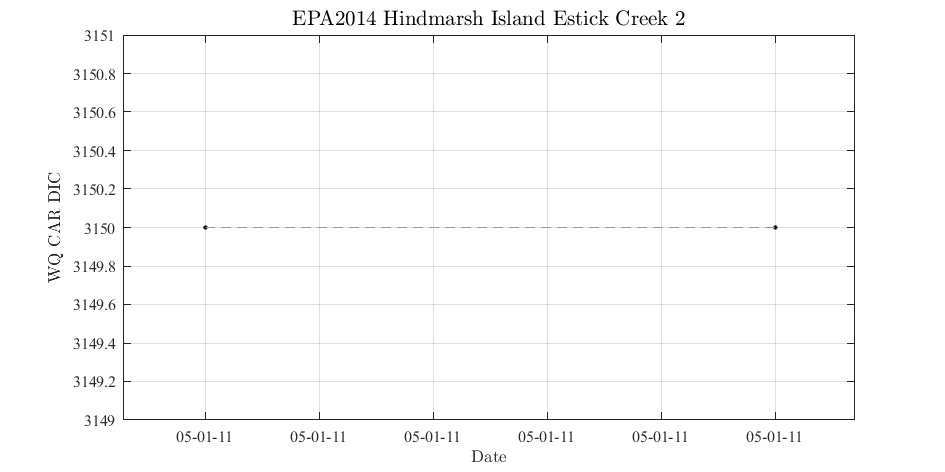 EPA2014 Hindmarsh Island Estick Creek 2
3151
3150.8
3150.6
3150.4
3150.2
3150
3149.8
3149.6
3149.4
3149.2
3149
WQ CAR DIC
05-01-11 05-01-11 05-01-11 05-01-11 05-01-11 05-01-11
Date